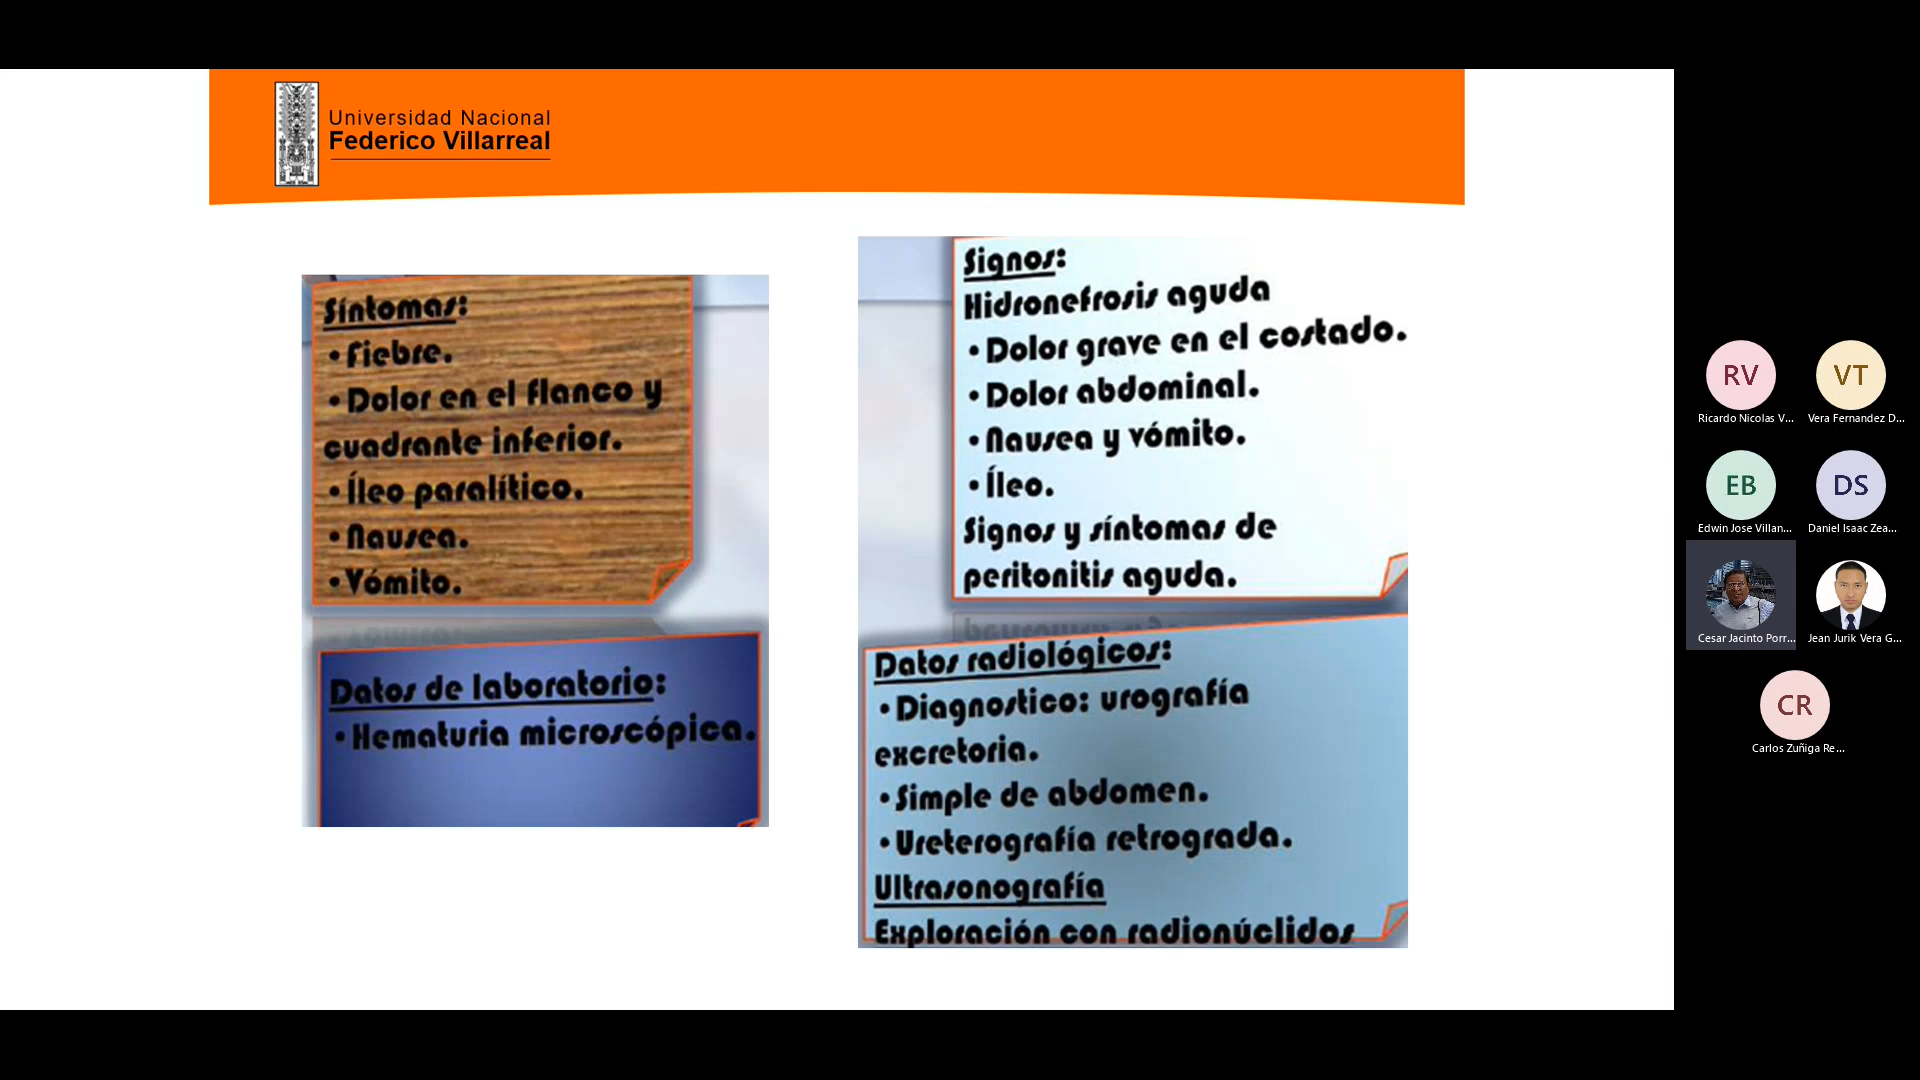 Universidad Nacional
Federico Villarreal
Síntomas:
• Fiebre.
• Dolor en el flanco y
cuadrante inferior.
• Íleo paralítico.
• Nausea.
• Vómito.
Datos de laboratorio:
• Hematuria microscópica.
Signos:
Hidronefrosis aguda
• Dolor grave en el costado.
• Dolor abdominal.
• Nausea y vómito.
• Íleo.
Signos y síntomas de
peritonitis aguda.
Datos radiológicos:
• Diagnostico: urografía
excretoria.
• Simple de abdomen.
• Ureterografía retrograda.
Ultrasonografía
Exploración con radionúclidos
RV
Ricardo Nicolas V...
VT
Vera Fernandez D...
EB
Edwin Jose Villan...
DS
Daniel Isaac Zea...
Cesar Jacinto Porr...
Jean Jurik Vera G...
CR
Carlos Zuñiga Re...